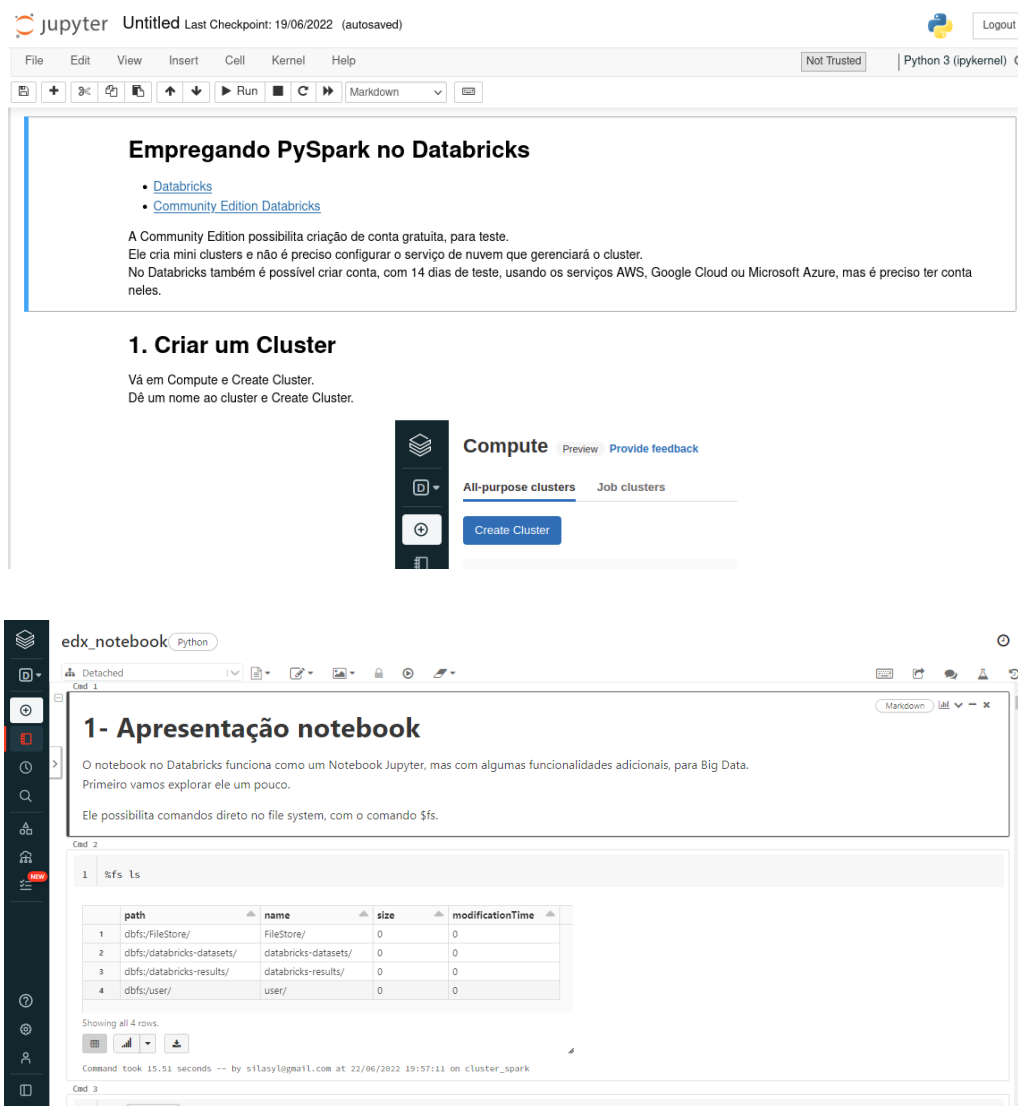 jupyter Untitled Last Checkpoint: 19/06/2022 (autosaved) Logout
File Edit View Insert Cell Kernel Help Not Trusted Python 3 (ipykernel)
Run Markdown
Empregando PySpark no Databricks
Databricks
Community Edition Databricks
A Community Edition possibilita criação de conta gratuita, para teste.
Ele cria mini clusters e não é preciso configurar o serviço de nuvem que gerenciará o cluster.
No Databricks também é possível criar conta, com 14 dias de teste, usando os serviços AWS, Google Cloud ou Microsoft Azure, mas é preciso ter conta
neles.
1. Criar um Cluster
Vá em Compute e Create Cluster.
Dê um nome ao cluster e Create Cluster.
Compute Preview Provide feedback
D All-purpose clusters Job clusters
Create Cluster
edx_notebook Python
D Detached
Cmd 1
Markdown
1- Apresentação notebook
O notebook no Databricks funciona como um Notebook Jupyter, mas com algumas funcionalidades adicionais, para Big Data.
Primeiro vamos explorar ele um pouco.
Ele possibilita comandos direto no file system, com o comando $fs.
Cmd 2
1 %fs ls
NEW
path name size modificationTime
1 dbfs:/FileStore/ FileStore/ 0 0
2 dbfs:/databricks-datasets/ databricks-datasets/ 0 0
3 dbfs:/databricks-results/ databricks-results/ 0 0
4 dbfs:/user/ user/ 0 0
Showing all 4 rows.
Command took 15.51 seconds -- by silasyl@gmail.com at 22/06/2022 19:57:11 on cluster_spark
Cmd 3